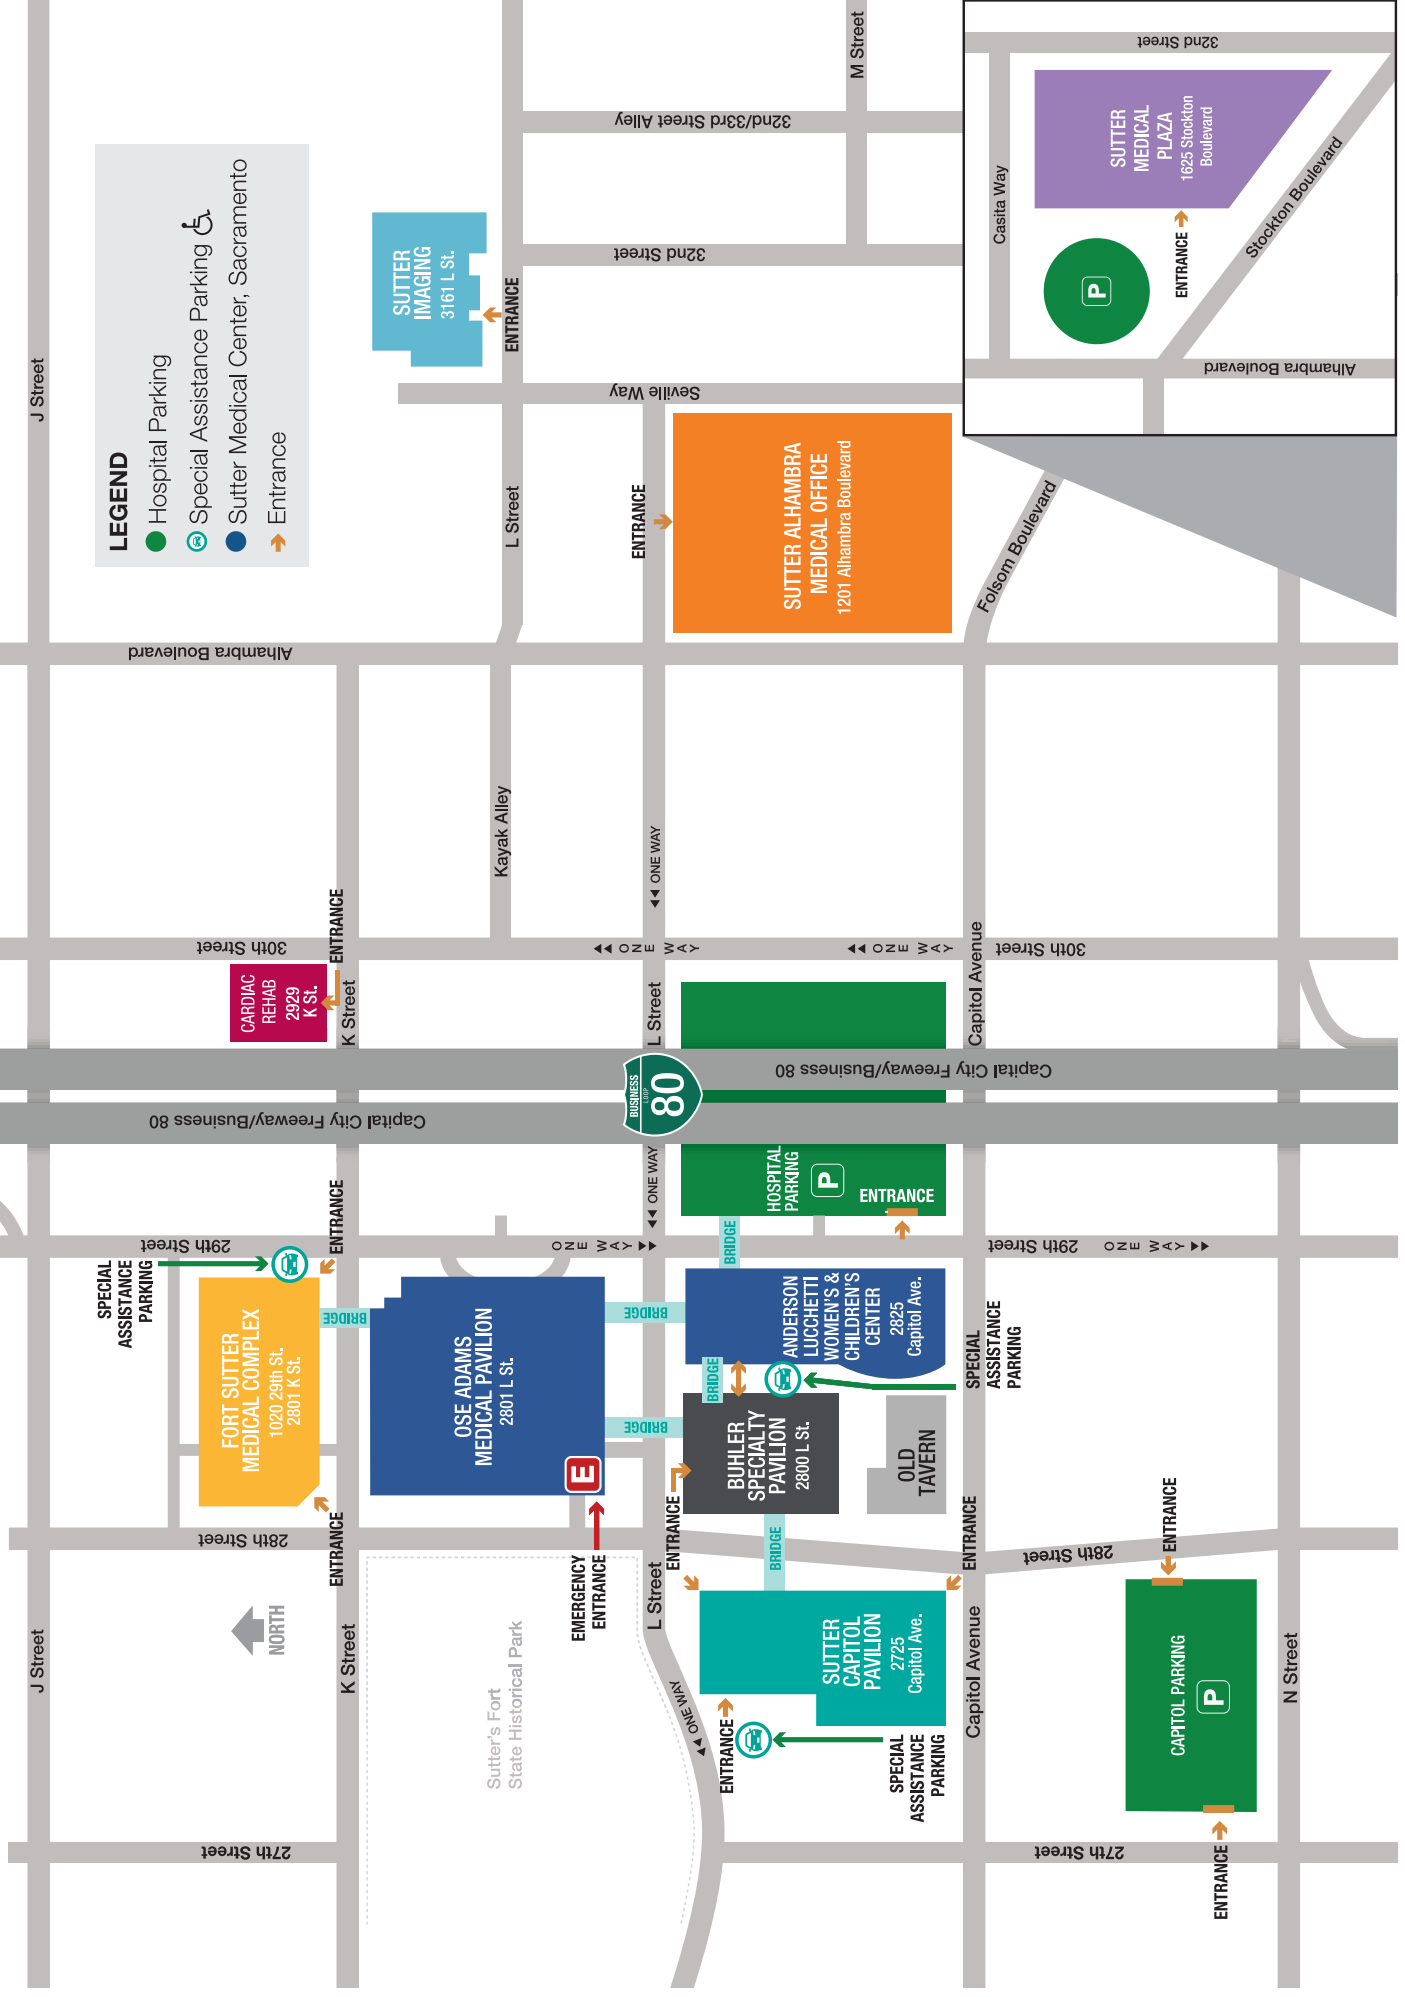 LEGEND
Hospital Parking
Special Assistance Parking
Sutter Medical Center, Sacramento
Entrance
J Street
J Street
Alhambra Boulevard
30th Street
Capital City Freeway/Business 80
29th Street
28th Street
27th Street
SPECIAL
ASSISTANCE
PARKING
FORT SUTTER
MEDICAL COMPLEX
1020 29th St.
2801 K St.
ENTRANCE
ENTRANCE
NORTH
CARDIAC
REHAB
2929
K St.
ENTRANCE
K Street
K Street
BRIDGE
SUTTER
IMAGING
3161 L St.
ENTRANCE
L Street
Kayak Alley
OSE ADAMS
MEDICAL PAVILION
2801 L St.
E
EMERGENCY
ENTRANCE
Sutter's Fort
State Historical Park
ONE WAY
ONE WAY
32nd/33rd Street Alley
32nd Street
Seville Way
M Street
BRIDGE
BRIDGE
BUSINESS
LOOP
80
L Street
ONE WAY
ONE WAY
L Street
ONE WAY
ENTRANCE
SUTTER ALHAMBRA
MEDICAL OFFICE
1201 Alhambra Boulevard
ONE WAY
Capital City Freeway/Business 80
HOSPITAL
PARKING
P
ENTRANCE
BRIDGE
ANDERSON
LUCCHETTI
WOMEN'S &
CHILDREN'S
CENTER
2825
Capitol Ave.
BRIDGE
BUHLER
SPECIALTY
PAVILION
2800 L St.
ENTRANCE
BRIDGE
OLD
TAVERN
SPECIAL
ASSISTANCE
PARKING
SUTTER
CAPITOL
PAVILION
2725
Capitol Ave.
ENTRANCE
ENTRANCE
SPECIAL
ASSISTANCE
PARKING
Capitol Avenue
Capitol Avenue
Folsom Boulevard
30th Street
29th Street
ONE WAY
28th Street
27th Street
CAPITOL PARKING
P
ENTRANCE
ENTRANCE
N Street
32nd Street
Casita Way
SUTTER
MEDICAL
PLAZA
1625 Stockton
Boulevard
P
ENTRANCE
Stockton Boulevard
Alhambra Boulevard